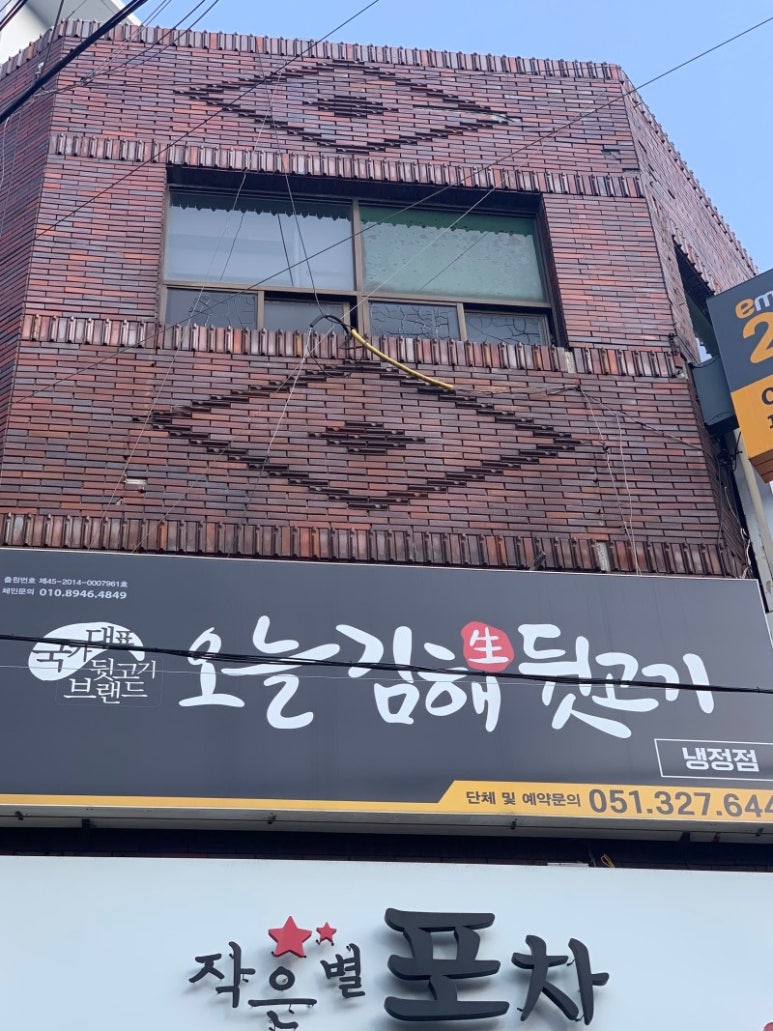 em
2
출원번호 제45-2014-0007961호
체인문의 010.8946.4849
국가대표
뒷고기
브랜드
오늘김해生뒷고기
냉정점
단체 및 예약문의 051.327.644
작은별포차